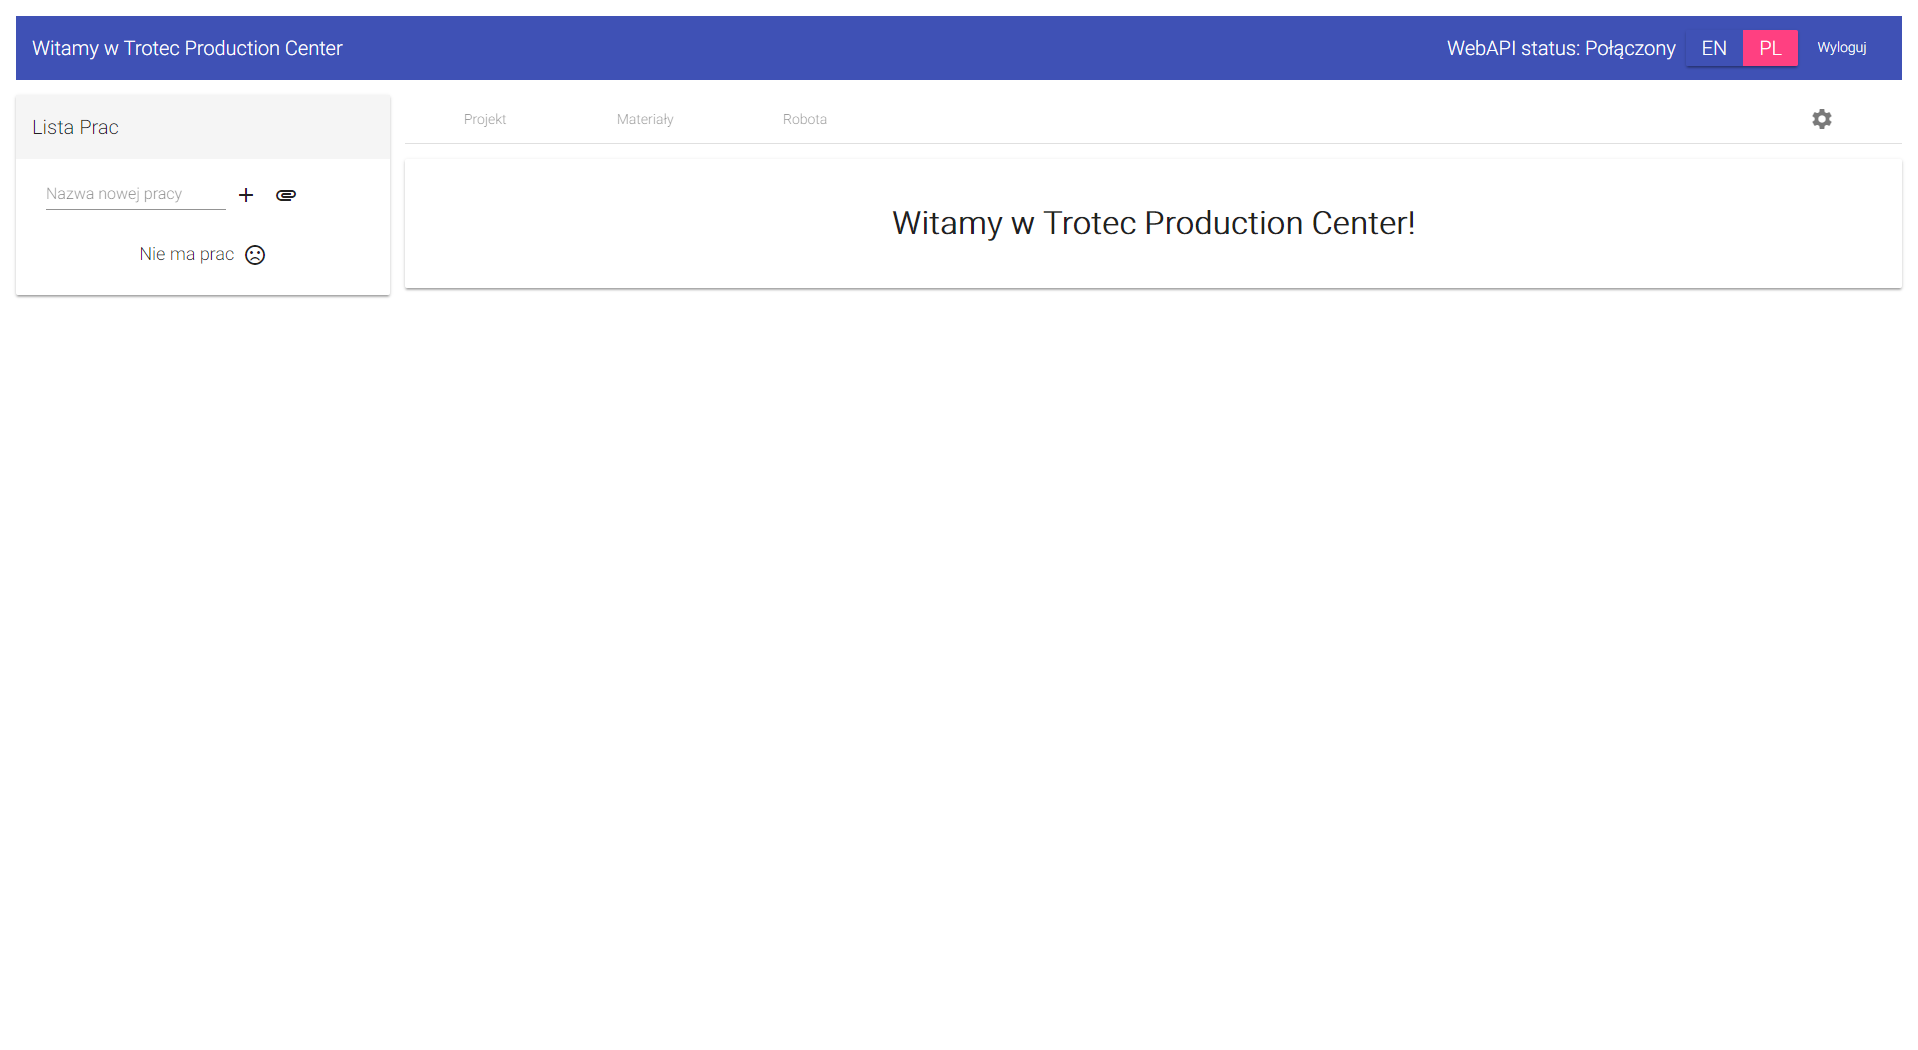 Witamy w Trotec Production Center
WebAPI status: Połączony
EN
PL
Wyloguj
Lista Prac
Nazwa nowej pracy
Nie ma prac
Projekt
Materiały
Robota
Witamy w Trotec Production Center!